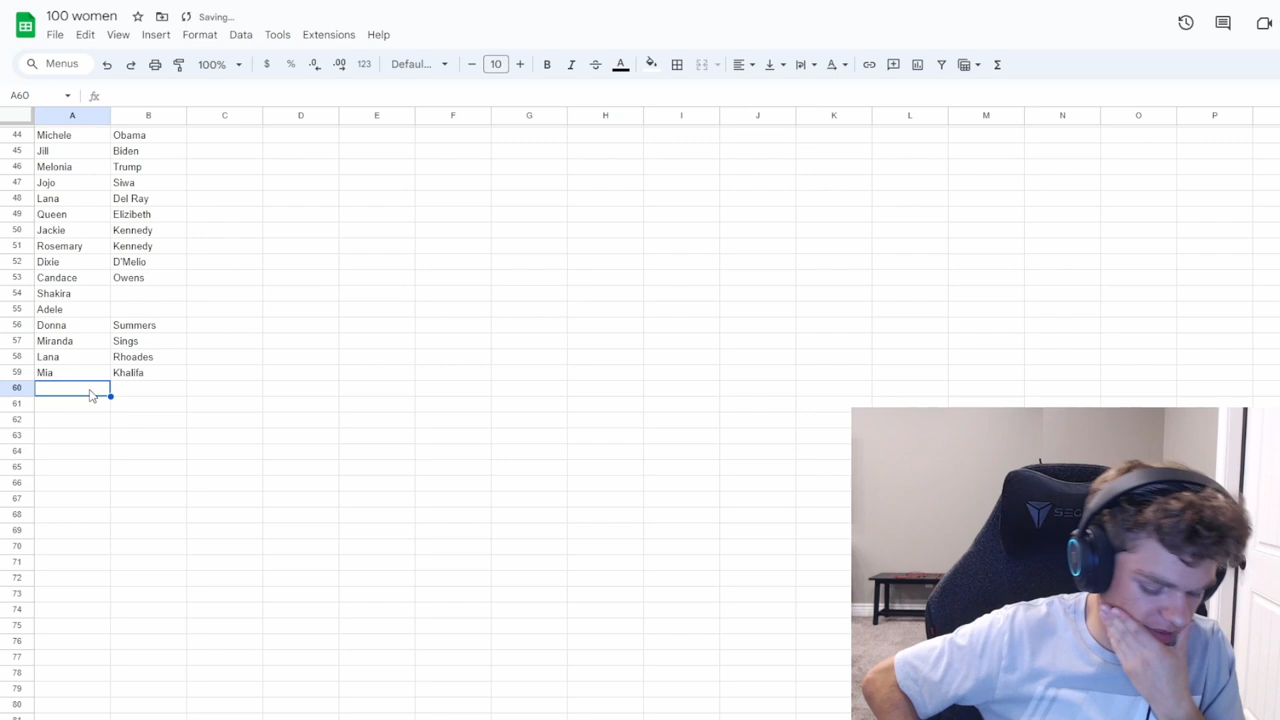 100 women Saving...
File Edit View Insert Format Data Tools Extensions Help
Menus 100% $ % .0 .00 123 Defaul... 10 B I A A Σ
A60 fx
A B C D E F G H I J K L M N O P
44 Michele Obama
45 Jill Biden
46 Melonia Trump
47 Jojo Siwa
48 Lana Del Ray
49 Queen Elizibeth
50 Jackie Kennedy
51 Rosemary Kennedy
52 Dixie D'Melio
53 Candace Owens
54 Shakira
55 Adele
56 Donna Summers
57 Miranda Sings
58 Lana Rhoades
59 Mia Khalifa
60
61
62
63
64
65
66
67
68
69
70
71
72
73
74
75
76
77
78
79
80